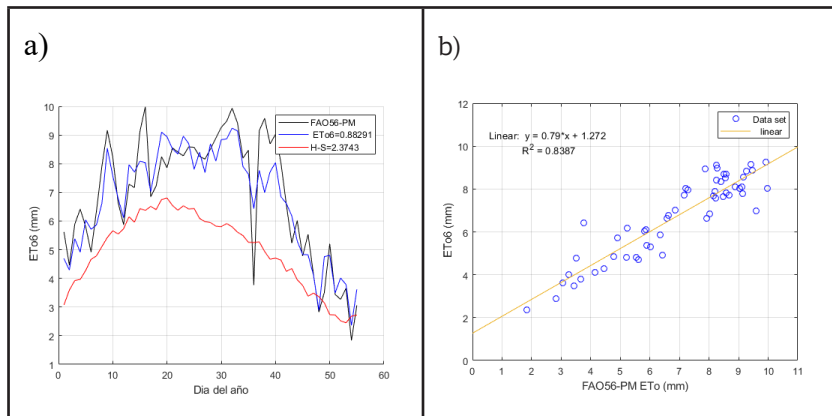 a)
FAO56-PM
ETo6=0.88291
H-S=2.3743
ETo6 (mm)
10
9
8
7
6
5
4
3
2
1
0 10 20 30 40 50 60
Dia del año
b)
Data set
linear
Linear: y = 0.79*x + 1.272
R² = 0.8387
ETo6 (mm)
12
10
8
6
4
2
0
0 1 2 3 4 5 6 7 8 9 10 11
FAO56-PM ETo (mm)